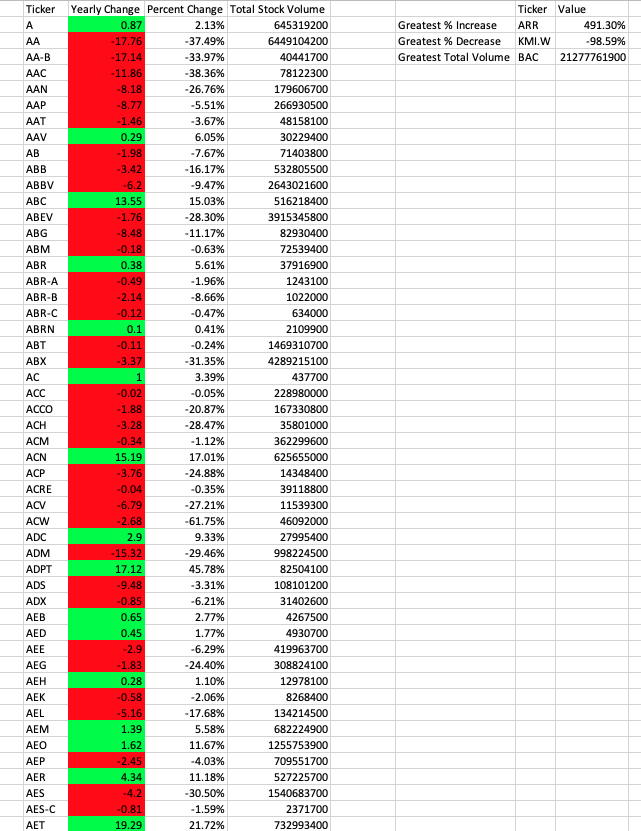 Ticker Yearly Change Percent Change Total Stock Volume Ticker Value
A 0.87 2.13% 645319200 Greatest % Increase ARR 491.30%
AA -17.76 -37.49% 6449104200 Greatest % Decrease KMI.W -98.59%
AA-B -17.14 -33.97% 40441700 Greatest Total Volume BAC 21277761900
AAC -11.86 -38.36% 78122300
AAN -8.18 -26.76% 179606700
AAP -8.77 -5.51% 266930500
AAT -1.46 -3.67% 48158100
AAV 0.29 6.05% 30229400
AB -1.98 -7.67% 71403800
ABB -3.42 -16.17% 532805500
ABBV -6.2 -9.47% 2643021600
ABC 13.55 15.03% 516218400
ABEV -1.76 -28.30% 3915345800
ABG -8.48 -11.17% 82930400
ABM -0.18 -0.63% 72539400
ABR 0.38 5.61% 37916900
ABR-A -0.49 -1.96% 1243100
ABR-B -2.14 -8.66% 1022000
ABR-C -0.12 -0.47% 634000
ABRN 0.1 0.41% 2109900
ABT -0.11 -0.24% 1469310700
ABX -3.37 -31.35% 4289215100
AC 1 3.39% 437700
ACC -0.02 -0.05% 228980000
ACCO -1.88 -20.87% 167330800
ACH -3.28 -28.47% 35801000
ACM -0.34 -1.12% 362299600
ACN 15.19 17.01% 625655000
ACP -3.76 -24.88% 14348400
ACRE -0.04 -0.35% 39118800
ACV -6.79 -27.21% 11539300
ACW -2.68 -61.75% 46092000
ADC 2.9 9.33% 27995400
ADM -15.32 -29.46% 998224500
ADPT 17.12 45.78% 82504100
ADS -9.48 -3.31% 108101200
ADX -0.85 -6.21% 31402600
AEB 0.65 2.77% 4267500
AED 0.45 1.77% 4930700
AEE -2.9 -6.29% 419963700
AEG -1.83 -24.40% 308824100
AEH 0.28 1.10% 12978100
AEK -0.58 -2.06% 8268400
AEL -5.16 -17.68% 134214500
AEM 1.39 5.58% 682224900
AEO 1.62 11.67% 1255753900
AEP -2.45 -4.03% 709551700
AER 4.34 11.18% 527225700
AES -4.2 -30.50% 1540683700
AES-C -0.81 -1.59% 2371700
AET 19.29 21.72% 732993400